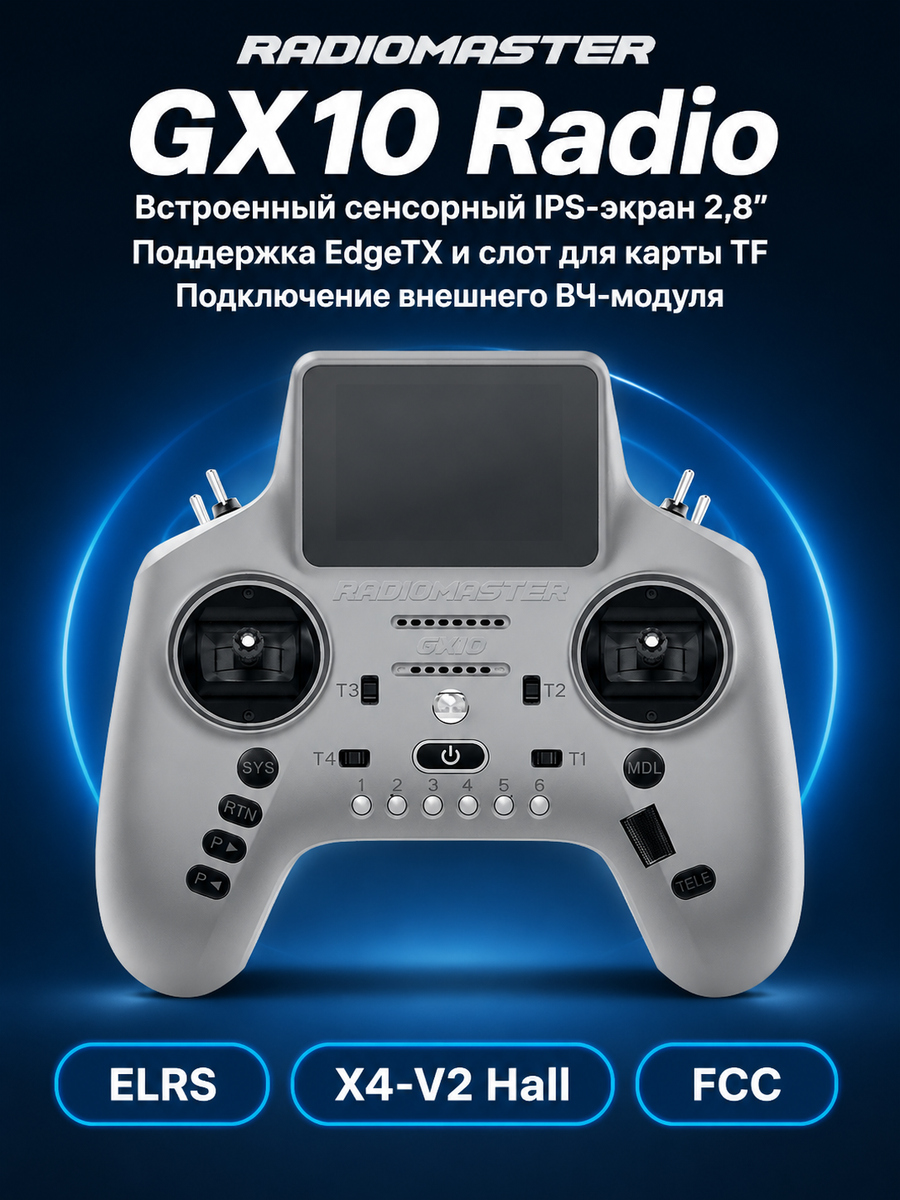 RADIOMASTER
GX10 Radio
Встроенный сенсорный IPS-экран 2,8″
Поддержка EdgeTX и слот для карты TF
Подключение внешнего ВЧ-модуля
RADIOMASTER
GX10
T3 T2
T4 T1
1 2 3 4 5 6
SYS MDL
RTN
P▶
P◀ TELE
ELRS X4-V2 Hall FCC